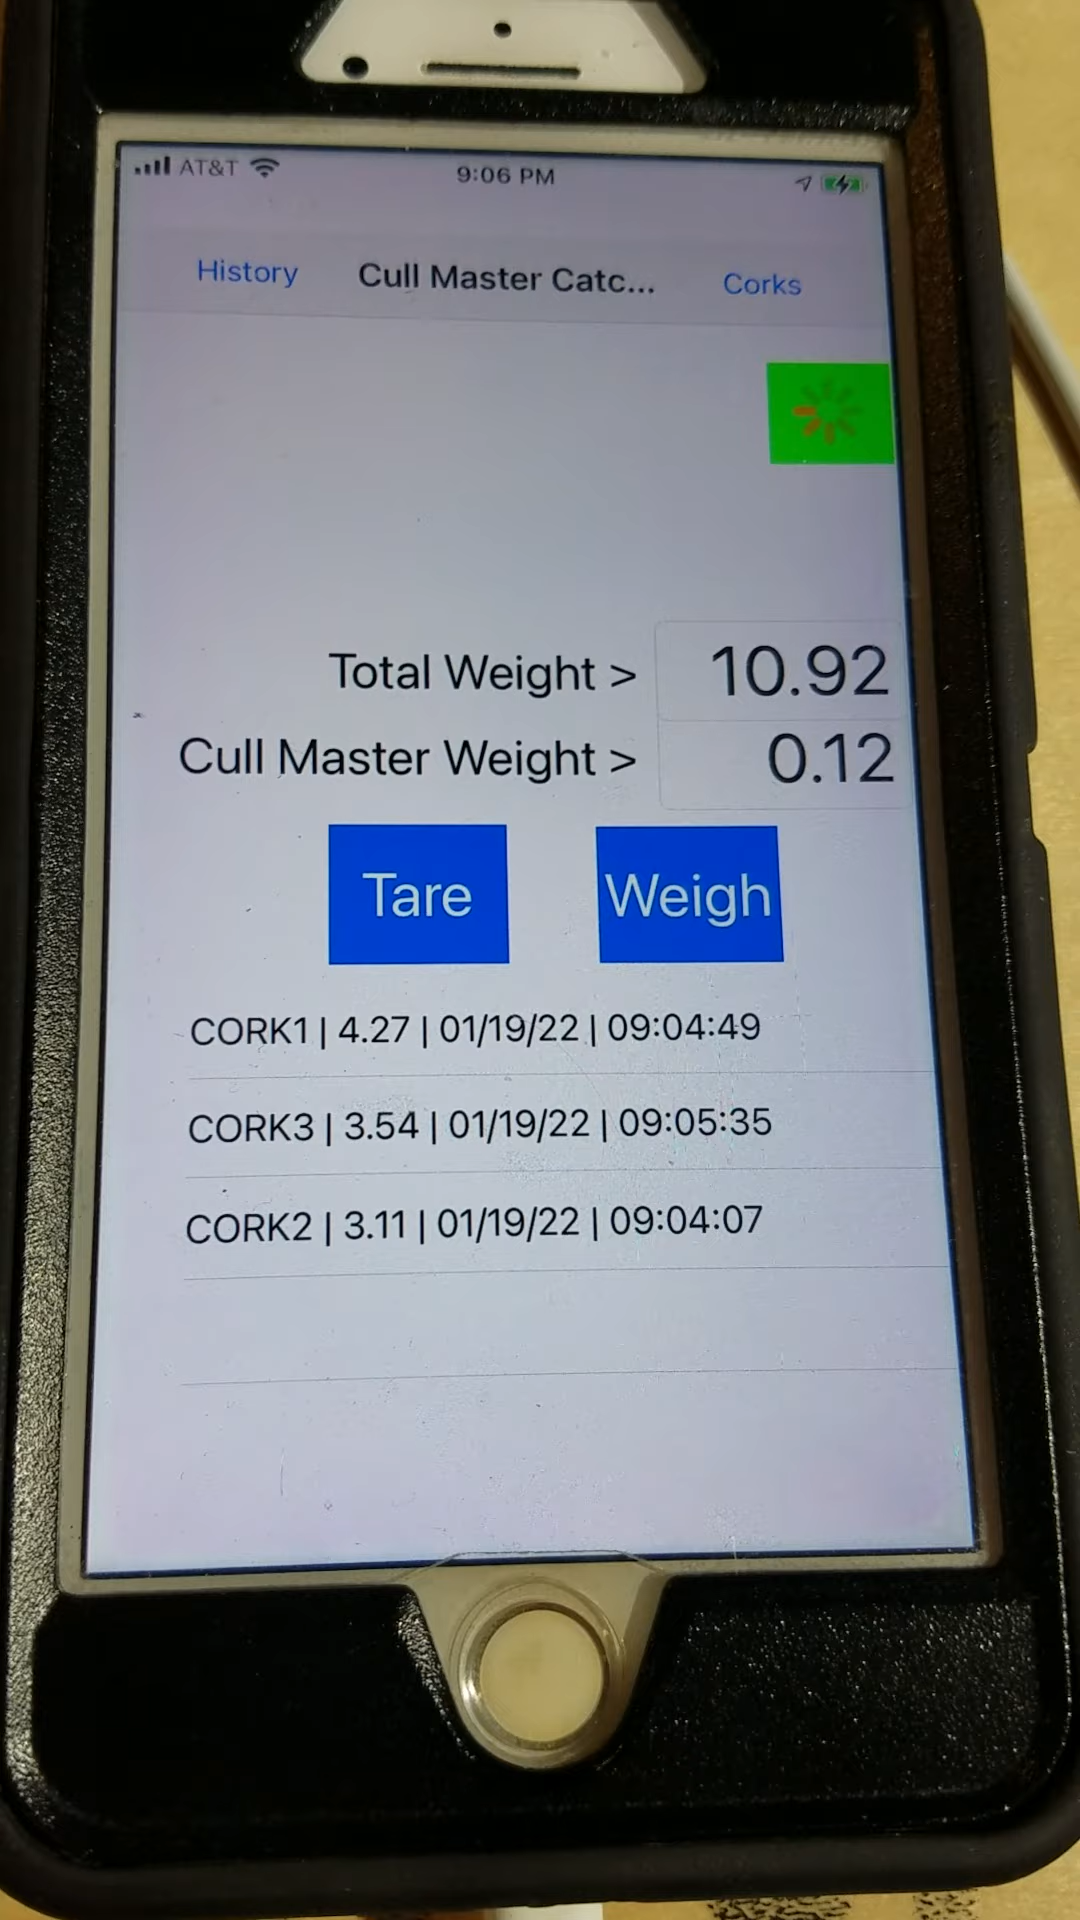 AT&T 9:06 PM
History Cull Master Catc... Corks
Total Weight > 10.92
Cull Master Weight > 0.12
Tare Weigh
CORK1 | 4.27 | 01/19/22 | 09:04:49
CORK3 | 3.54 | 01/19/22 | 09:05:35
CORK2 | 3.11 | 01/19/22 | 09:04:07